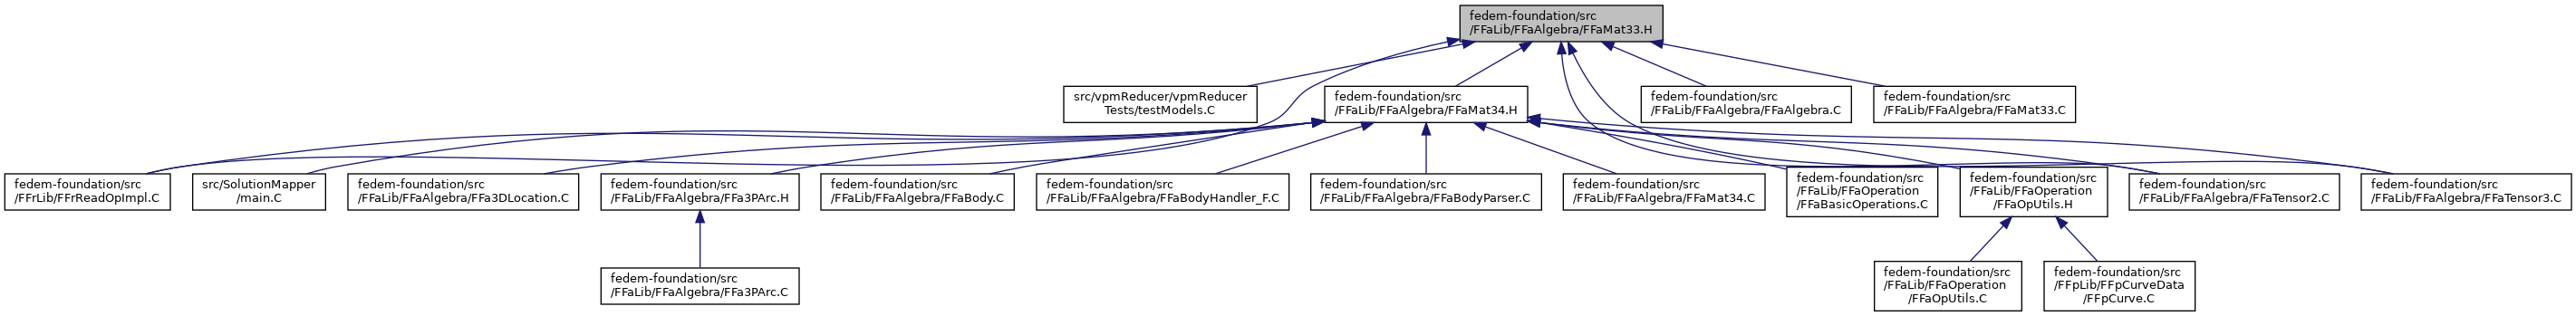 fedem-foundation/src
/FFaLib/FFaAlgebra/FFaMat33.H
src/vpmReducer/vpmReducer
Tests/testModels.C
fedem-foundation/src
/FFaLib/FFaAlgebra/FFaMat34.H
fedem-foundation/src
/FFaLib/FFaAlgebra/FFaAlgebra.C
fedem-foundation/src
/FFaLib/FFaAlgebra/FFaMat33.C
fedem-foundation/src
/FFrLib/FFrReadOpImpl.C
src/SolutionMapper
/main.C
fedem-foundation/src
/FFaLib/FFaAlgebra/FFa3DLocation.C
fedem-foundation/src
/FFaLib/FFaAlgebra/FFa3PArc.H
fedem-foundation/src
/FFaLib/FFaAlgebra/FFaBody.C
fedem-foundation/src
/FFaLib/FFaAlgebra/FFaBodyHandler_F.C
fedem-foundation/src
/FFaLib/FFaAlgebra/FFaBodyParser.C
fedem-foundation/src
/FFaLib/FFaAlgebra/FFaMat34.C
fedem-foundation/src
/FFaLib/FFaOperation
/FFaBasicOperations.C
fedem-foundation/src
/FFaLib/FFaOperation
/FFaOpUtils.H
fedem-foundation/src
/FFaLib/FFaAlgebra/FFaTensor2.C
fedem-foundation/src
/FFaLib/FFaAlgebra/FFaTensor3.C
fedem-foundation/src
/FFaLib/FFaAlgebra/FFa3PArc.C
fedem-foundation/src
/FFaLib/FFaOperation
/FFaOpUtils.C
fedem-foundation/src
/FFpLib/FFpCurveData
/FFpCurve.C